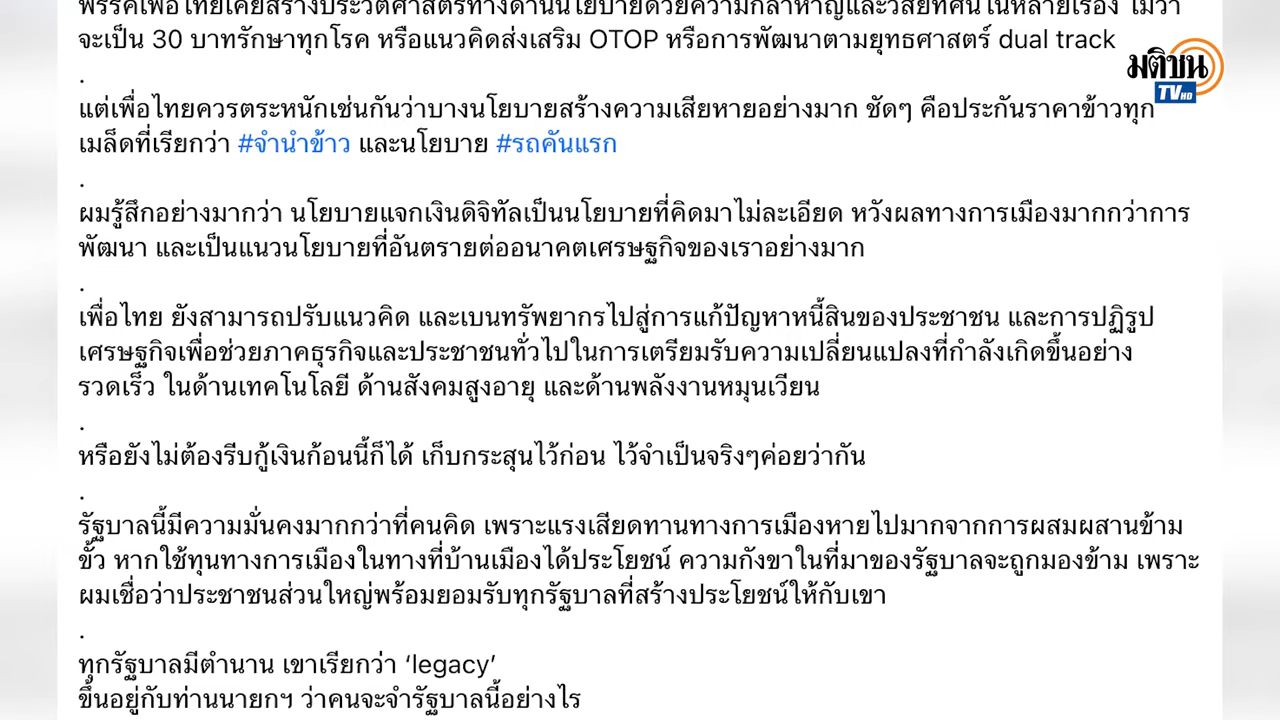 พรรคเพื่อไทยเคยสร้างประวัติศาสตร์ทางด้านนโยบายด้วยความกล้าหาญและวิสัยทัศน์ในหลายเรื่อง ไม่ว่า
จะเป็น 30 บาทรักษาทุกโรค หรือแนวคิดส่งเสริม OTOP หรือการพัฒนาตามยุทธศาสตร์ dual track
มติชน
TV HD
.
แต่เพื่อไทยควรตระหนักเช่นกันว่าบางนโยบายสร้างความเสียหายอย่างมาก ชัดๆ คือประกันราคาข้าวทุก
เมล็ดที่เรียกว่า #จำนำข้าว และนโยบาย #รถคันแรก
.
ผมรู้สึกอย่างมากว่า นโยบายแจกเงินดิจิทัลเป็นนโยบายที่คิดมาไม่ละเอียด หวังผลทางการเมืองมากกว่าการ
พัฒนา และเป็นแนวนโยบายที่อันตรายต่ออนาคตเศรษฐกิจของเราอย่างมาก
.
เพื่อไทย ยังสามารถปรับแนวคิด และเบนทรัพยากรไปสู่การแก้ปัญหาหนี้สินของประชาชน และการปฏิรูป
เศรษฐกิจเพื่อช่วยภาคธุรกิจและประชาชนทั่วไปในการเตรียมรับความเปลี่ยนแปลงที่กำลังเกิดขึ้นอย่าง
รวดเร็ว ในด้านเทคโนโลยี ด้านสังคมสูงอายุ และด้านพลังงานหมุนเวียน
.
หรือยังไม่ต้องรีบกู้เงินก้อนนี้ก็ได้ เก็บกระสุนไว้ก่อน ไว้จำเป็นจริงๆค่อยว่ากัน
.
รัฐบาลนี้มีความมั่นคงมากกว่าที่คนคิด เพราะแรงเสียดทานทางการเมืองหายไปมากจากการผสมผสานข้าม
ขั้ว หากใช้ทุนทางการเมืองในทางที่บ้านเมืองได้ประโยชน์ ความกังขาในที่มาของรัฐบาลจะถูกมองข้าม เพราะ
ผมเชื่อว่าประชาชนส่วนใหญ่พร้อมยอมรับทุกรัฐบาลที่สร้างประโยชน์ให้กับเขา
.
ทุกรัฐบาลมีตำนาน เขาเรียกว่า ‘legacy’
ขึ้นอยู่กับท่านนายกฯ ว่าคนจะจำรัฐบาลนี้อย่างไร